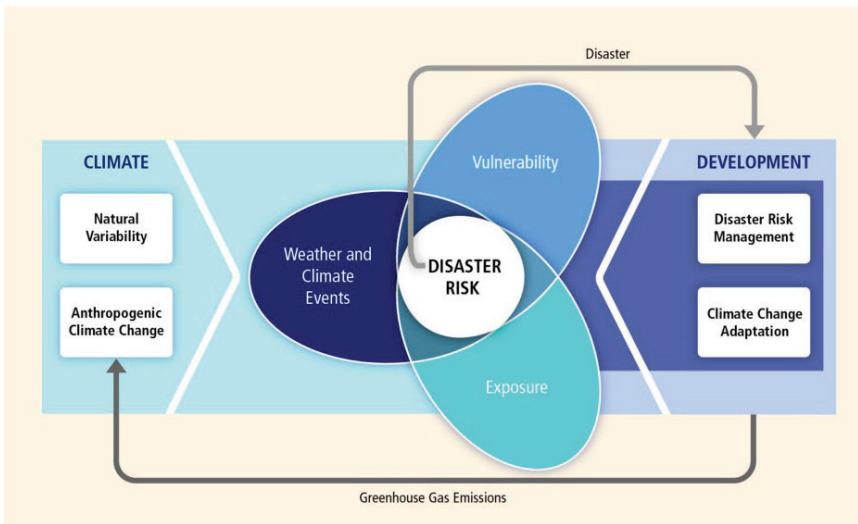 Disaster
CLIMATE
Natural
Variability
Anthropogenic
Climate Change
Vulnerability
Weather and
Climate
Events
DISASTER
RISK
Exposure
DEVELOPMENT
Disaster Risk
Management
Climate Change
Adaptation
Greenhouse Gas Emissions